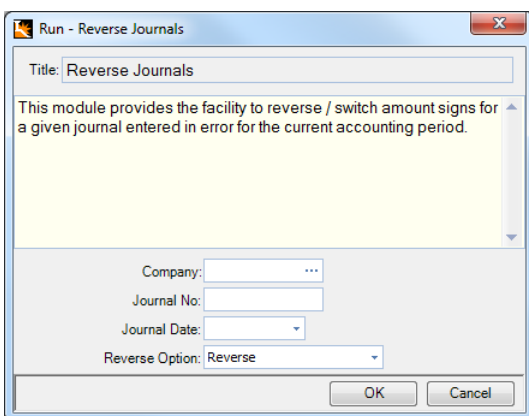 Run - Reverse Journals
Title: Reverse Journals
This module provides the facility to reverse / switch amount signs for
a given journal entered in error for the current accounting period.
Company: ...
Journal No:
Journal Date:
Reverse Option: Reverse
OK Cancel